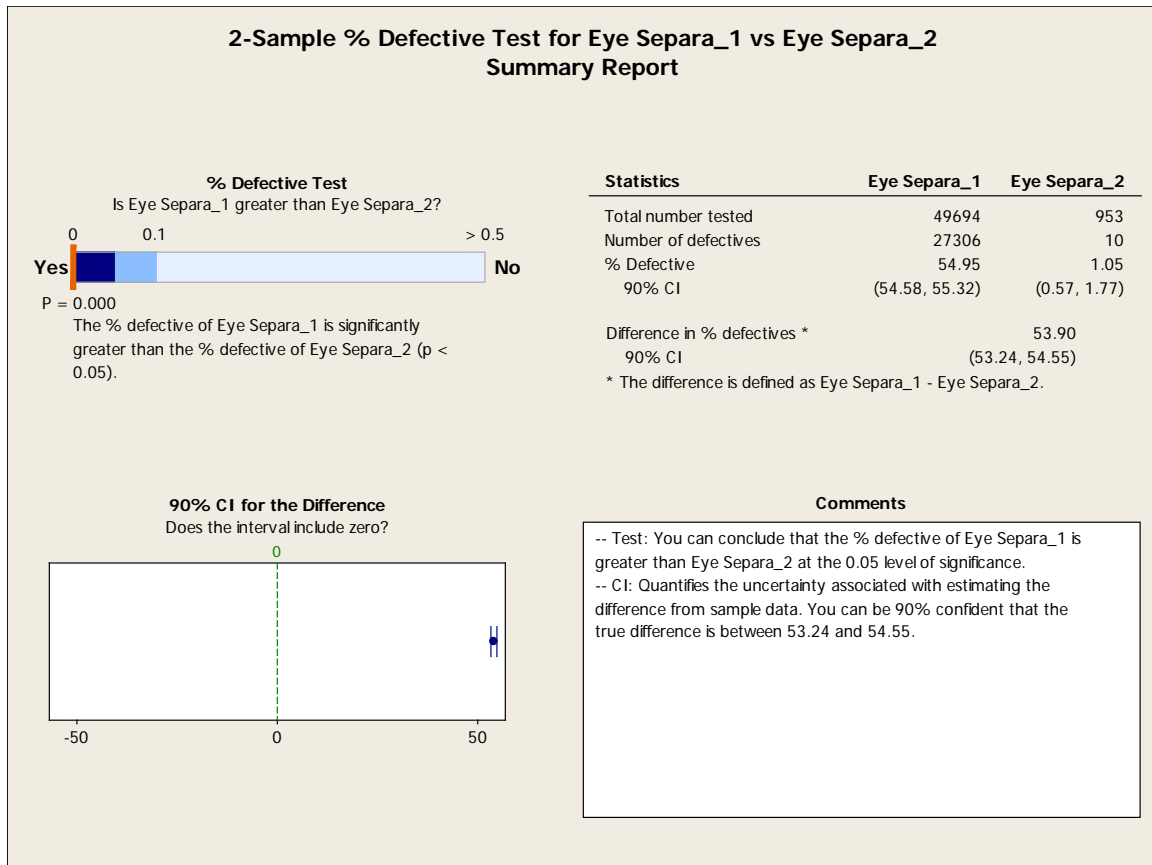 2-Sample % Defective Test for Eye Separa_1 vs Eye Separa_2
Summary Report
% Defective Test
Is Eye Separa_1 greater than Eye Separa_2?
0 0.1 > 0.5
Yes No
P = 0.000
The % defective of Eye Separa_1 is significantly
greater than the % defective of Eye Separa_2 (p <
0.05).
Statistics Eye Separa_1 Eye Separa_2
Total number tested 49694 953
Number of defectives 27306 10
% Defective 54.95 1.05
90% CI (54.58, 55.32) (0.57, 1.77)
Difference in % defectives * 53.90
90% CI (53.24, 54.55)
* The difference is defined as Eye Separa_1 - Eye Separa_2.
90% CI for the Difference
Does the interval include zero?
0
-50 0 50
Comments
-- Test: You can conclude that the % defective of Eye Separa_1 is
greater than Eye Separa_2 at the 0.05 level of significance.
-- CI: Quantifies the uncertainty associated with estimating the
difference from sample data. You can be 90% confident that the
true difference is between 53.24 and 54.55.